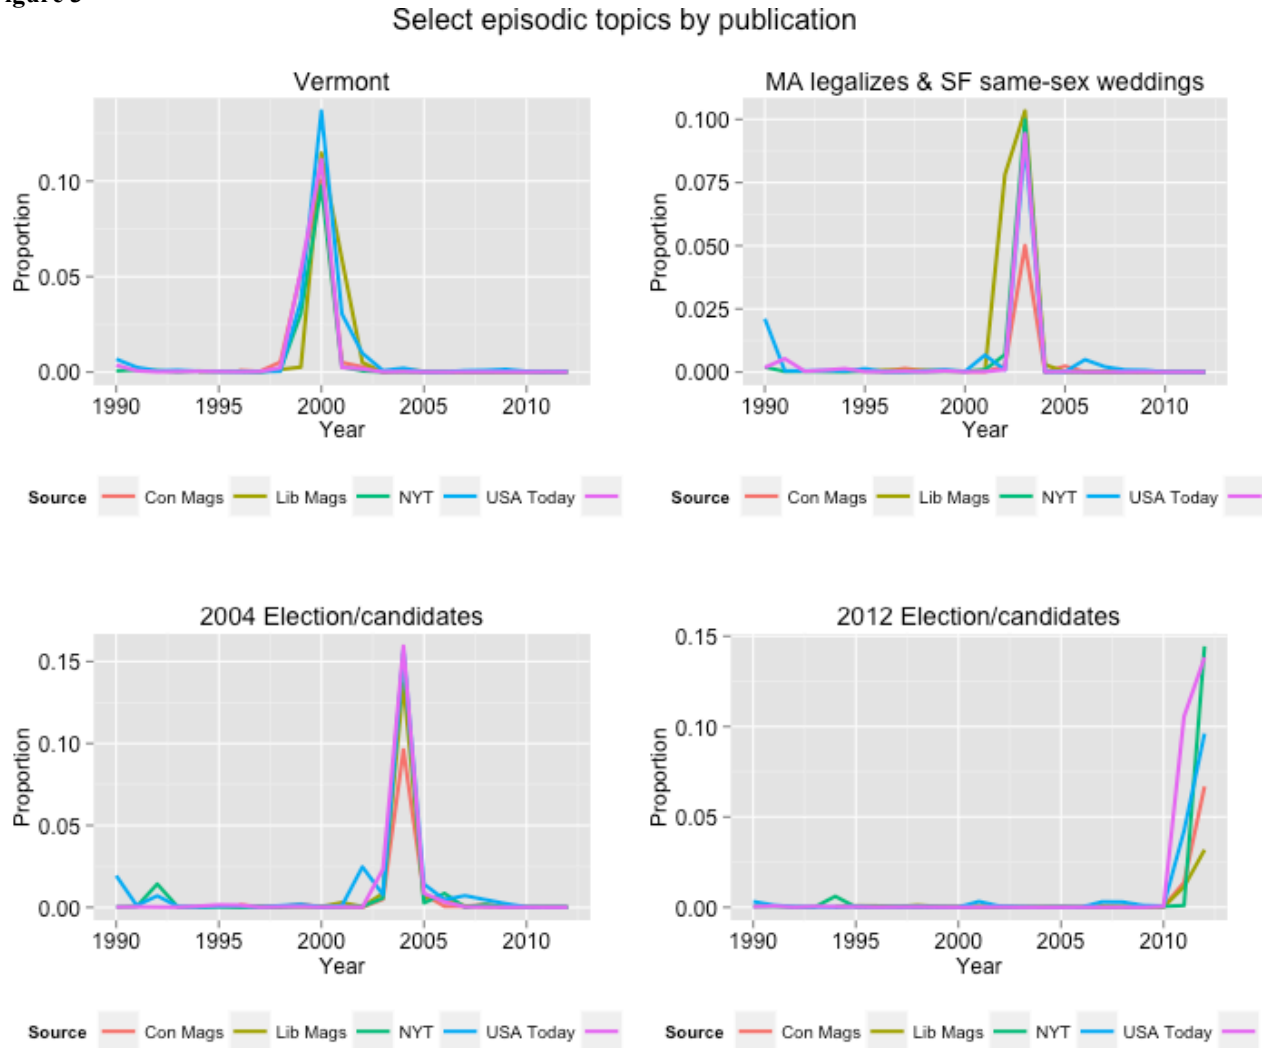 Select episodic topics by publication
Vermont
Proportion
0.10
0.05
0.00
1990 1995 2000 2005 2010
Year
Source Con Mags Lib Mags NYT USA Today
MA legalizes & SF same-sex weddings
Proportion
0.100
0.075
0.050
0.025
0.000
1990 1995 2000 2005 2010
Year
Source Con Mags Lib Mags NYT USA Today
2004 Election/candidates
Proportion
0.15
0.10
0.05
0.00
1990 1995 2000 2005 2010
Year
Source Con Mags Lib Mags NYT USA Today
2012 Election/candidates
Proportion
0.15
0.10
0.05
0.00
1990 1995 2000 2005 2010
Year
Source Con Mags Lib Mags NYT USA Today